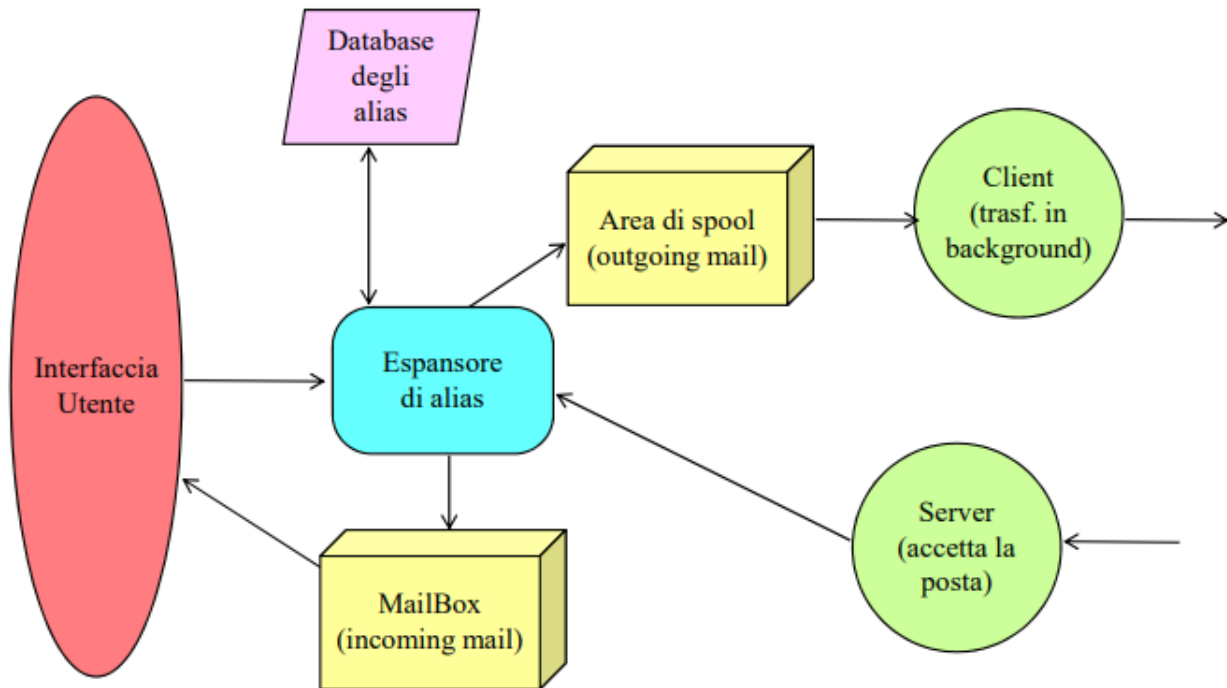 Database
degli
alias
Client
(trasf. in
background)
Area di spool
(outgoing mail)
Interfaccia
Utente
Espansore
di alias
Server
(accetta la
posta)
MailBox
(incoming mail)